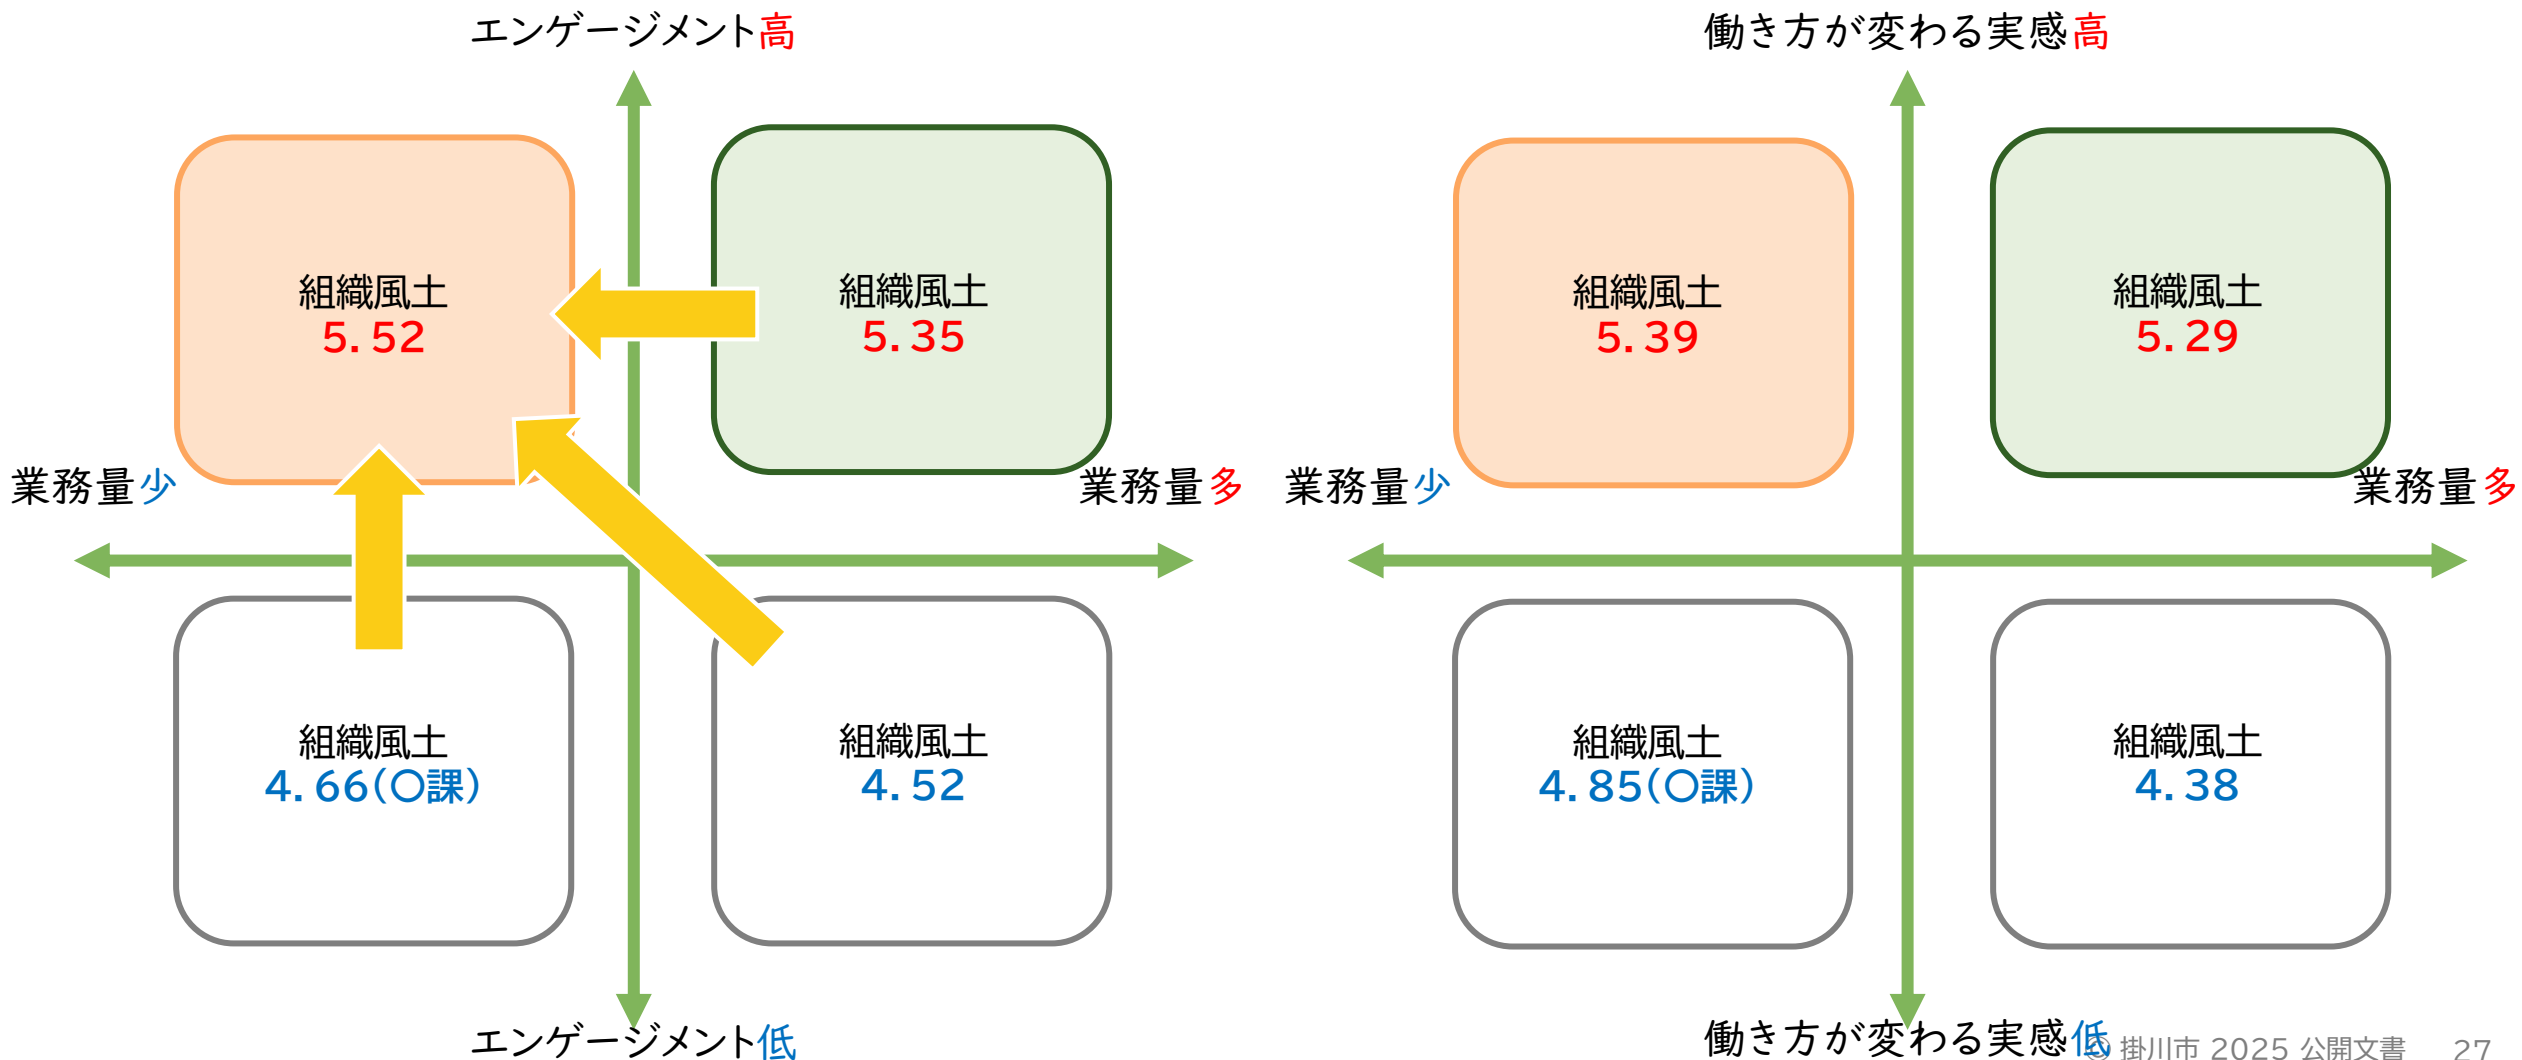 エンゲージメント高
組織風土
5.52
組織風土
5.35
業務量少
業務量多
組織風土
4.66(〇課)
組織風土
4.52
エンゲージメント低
働き方が変わる実感高
組織風土
5.39
組織風土
5.29
業務量少
業務量多
組織風土
4.85(〇課)
組織風土
4.38
働き方が変わる実感低
© 掛川市 2025 公開文書 27